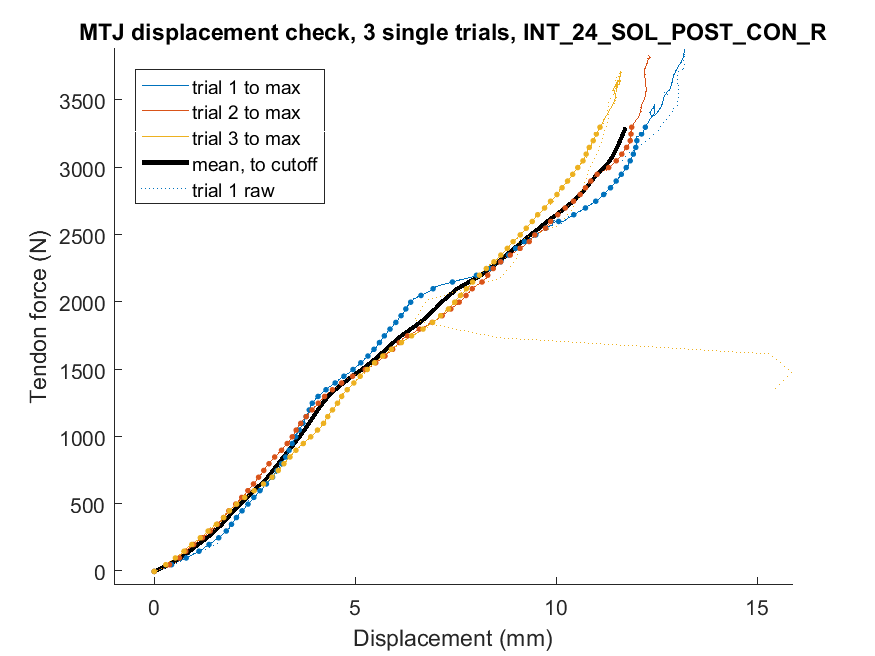 MTJ displacement check, 3 single trials, INT_24_SOL_POST_CON_R
trial 1 to max
trial 2 to max
trial 3 to max
mean, to cutoff
trial 1 raw
3500
3000
2500
2000
1500
1000
500
0
Tendon force (N)
0 5 10 15
Displacement (mm)